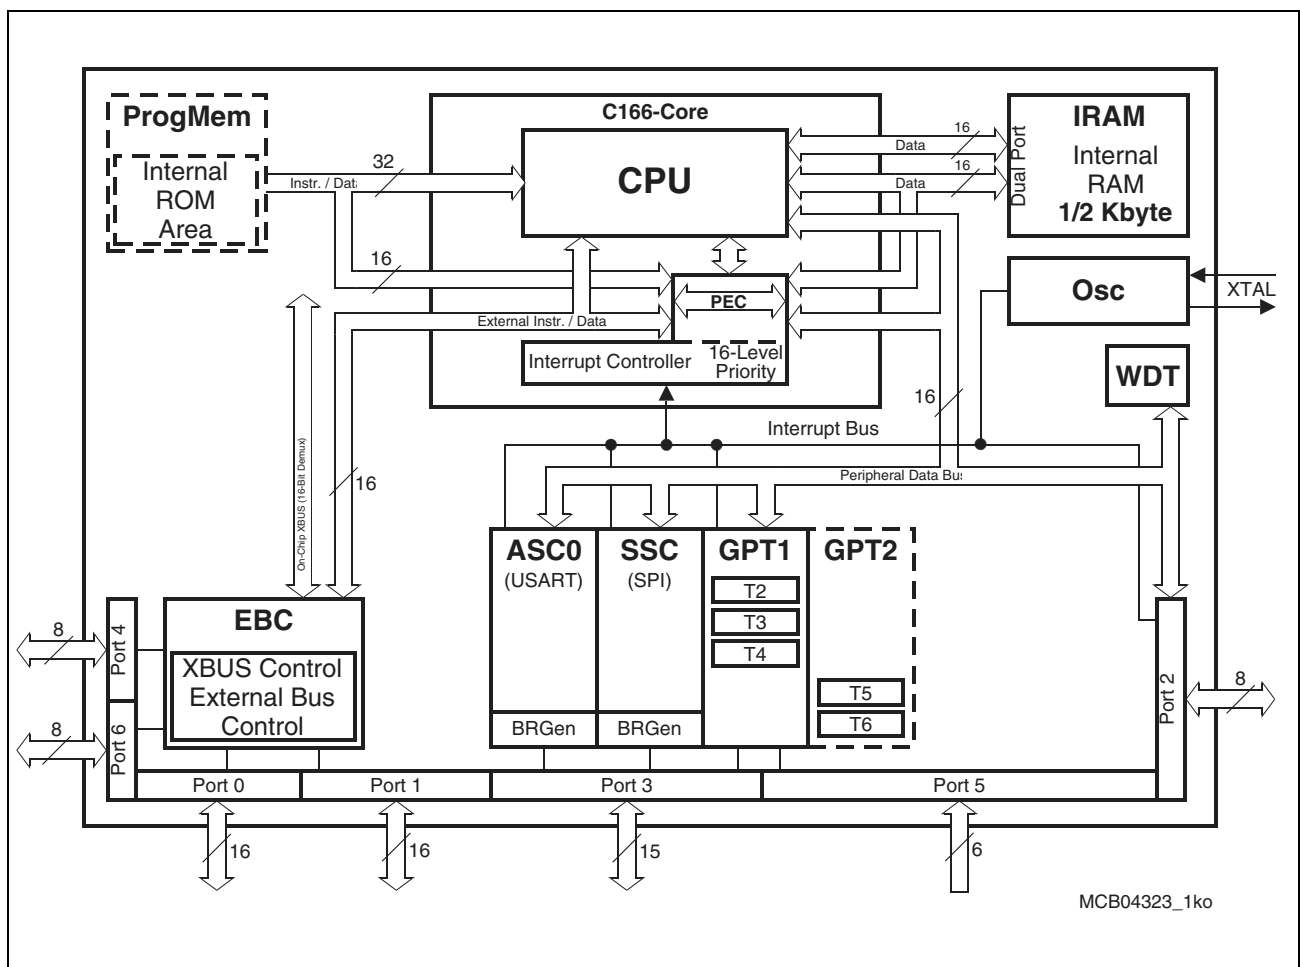 ProgMem
Internal
ROM
Area
C166-Core
CPU
32
Instr. / Data
16
Data
16
Data
Dual Port
IRAM
Internal
RAM
1/2 Kbyte
16
PEC
External Instr. / Data
Interrupt Controller
16-Level
Priority
Osc
XTAL
WDT
16
Interrupt Bus
Peripheral Data Bus
On-Chip XBUS (16-Bit Demux)
16
ASC0
(USART)
BRGen
SSC
(SPI)
BRGen
GPT1
T2
T3
T4
GPT2
T5
T6
EBC
XBUS Control
External Bus
Control
8
Port 4
8
Port 6
Port 2
8
Port 0
Port 1
Port 3
Port 5
16
16
15
6
MCB04323_1ko